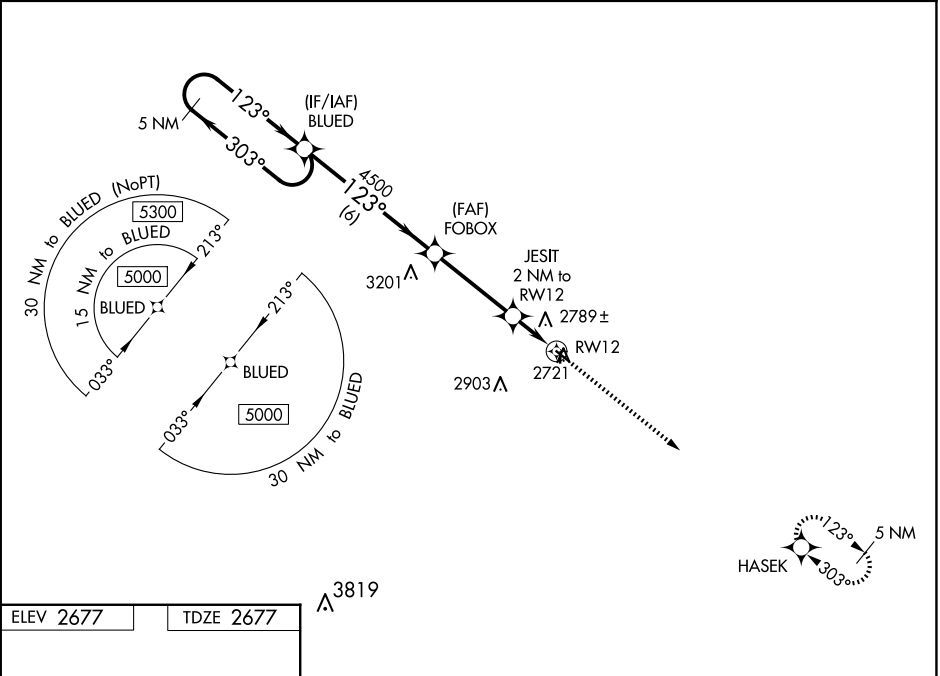 (IF/IAF)
BLUED
123°
5 NM
303°
4500
123°
(6)
(FAF)
FOBOX
JESIT
2 NM to
RW12
3201
2789±
RW12
2721
2903
30 NM to BLUED (NoPT)
5300
15 NM to BLUED
5000
213°
BLUED
033°
213°
BLUED
5000
033°
30 NM to BLUED
123°
5 NM
HASEK
303°
3819
ELEV 2677
TDZE 2677